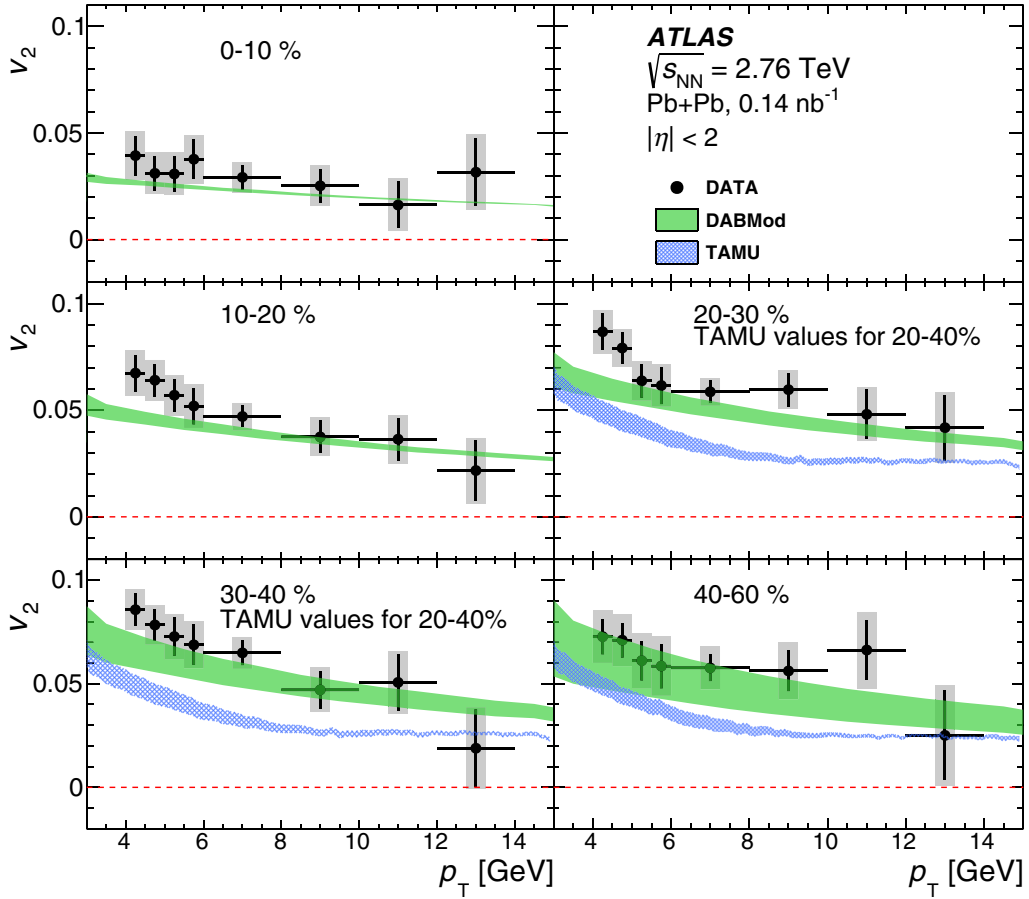 0.1
v₂
0-10 %
0.05
0
ATLAS
√sNN = 2.76 TeV
Pb+Pb, 0.14 nb⁻¹
|η| < 2
DATA
DABMod
TAMU
0.1
v₂
10-20 %
0.05
0
20-30 %
TAMU values for 20-40%
0.1
v₂
30-40 %
TAMU values for 20-40%
0.05
0
40-60 %
4 6 8 10 12 14
pT [GeV]
4 6 8 10 12 14
pT [GeV]